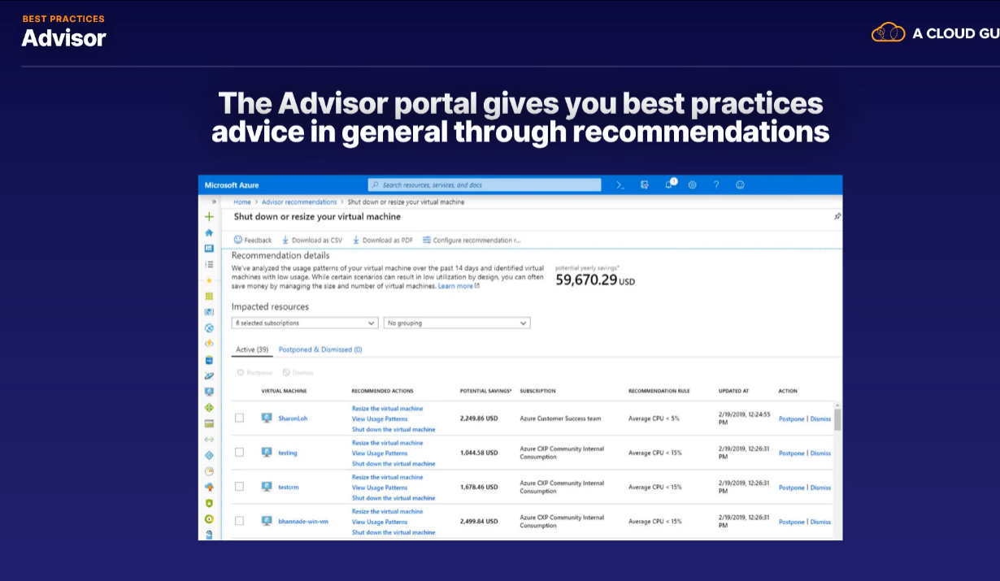 BEST PRACTICES
Advisor
A CLOUD GU
The Advisor portal gives you best practices
advice in general through recommendations
Microsoft Azure
Search resources, services, and docs
1
Home > Advisor recommendations > Shut down or resize your virtual machine
Shut down or resize your virtual machine
Feedback Download as CSV Download as PDF Configure recommendation r...
Recommendation details
We've analyzed the usage patterns of your virtual machine over the past 14 days and identified virtual
machines with low usage. While certain scenarios can result in low utilization by design, you can often
save money by managing the size and number of virtual machines. Learn more
potential yearly savings*
59,670.29 USD
Impacted resources
6 selected subscriptions
No grouping
Active (39) Postponed & Dismissed (0)
Postpone Dismiss
VIRTUAL MACHINE RECOMMENDED ACTIONS POTENTIAL SAVINGS* SUBSCRIPTION RECOMMENDATION RULE UPDATED AT ACTION
SharonLoh
Resize the virtual machine
View Usage Patterns
Shut down the virtual machine
2,249.86 USD
Azure Customer Success team
Average CPU < 5%
2/19/2019, 12:24:55
PM
Postpone | Dismiss
testing
Resize the virtual machine
View Usage Patterns
Shut down the virtual machine
1,044.58 USD
Azure CXP Community Internal
Consumption
Average CPU < 15%
2/19/2019, 12:26:31
PM
Postpone | Dismiss
testcrm
Resize the virtual machine
View Usage Patterns
Shut down the virtual machine
1,678.46 USD
Azure CXP Community Internal
Consumption
Average CPU < 15%
2/19/2019, 12:26:31
PM
Postpone | Dismiss
bhannade-win-vm
Resize the virtual machine
View Usage Patterns
Shut down the virtual machine
2,499.84 USD
Azure CXP Community Internal
Consumption
Average CPU < 15%
2/19/2019, 12:26:31
PM
Postpone | Dismiss